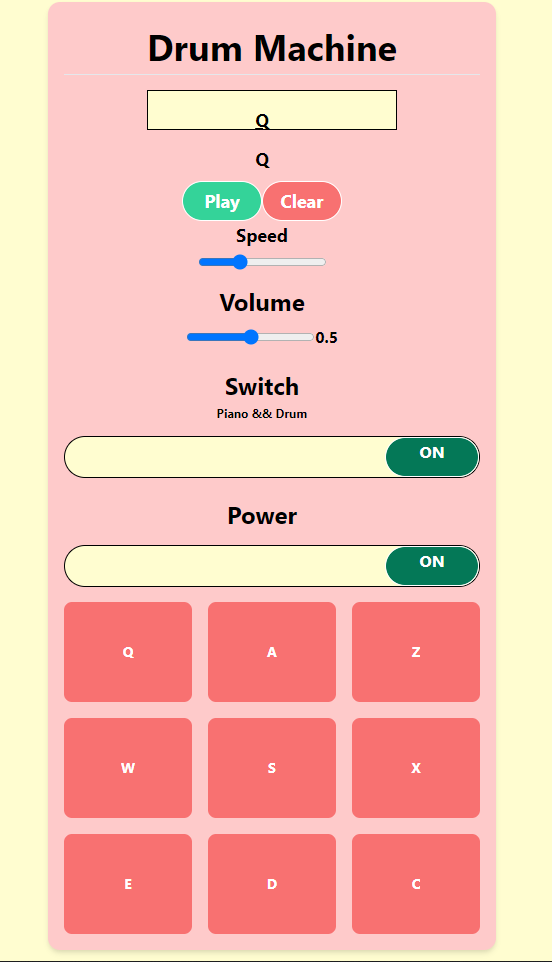 Drum Machine
Q
Q
Play Clear
Speed
Volume
0.5
Switch
Piano && Drum
ON
Power
ON
Q A Z
W S X
E D C